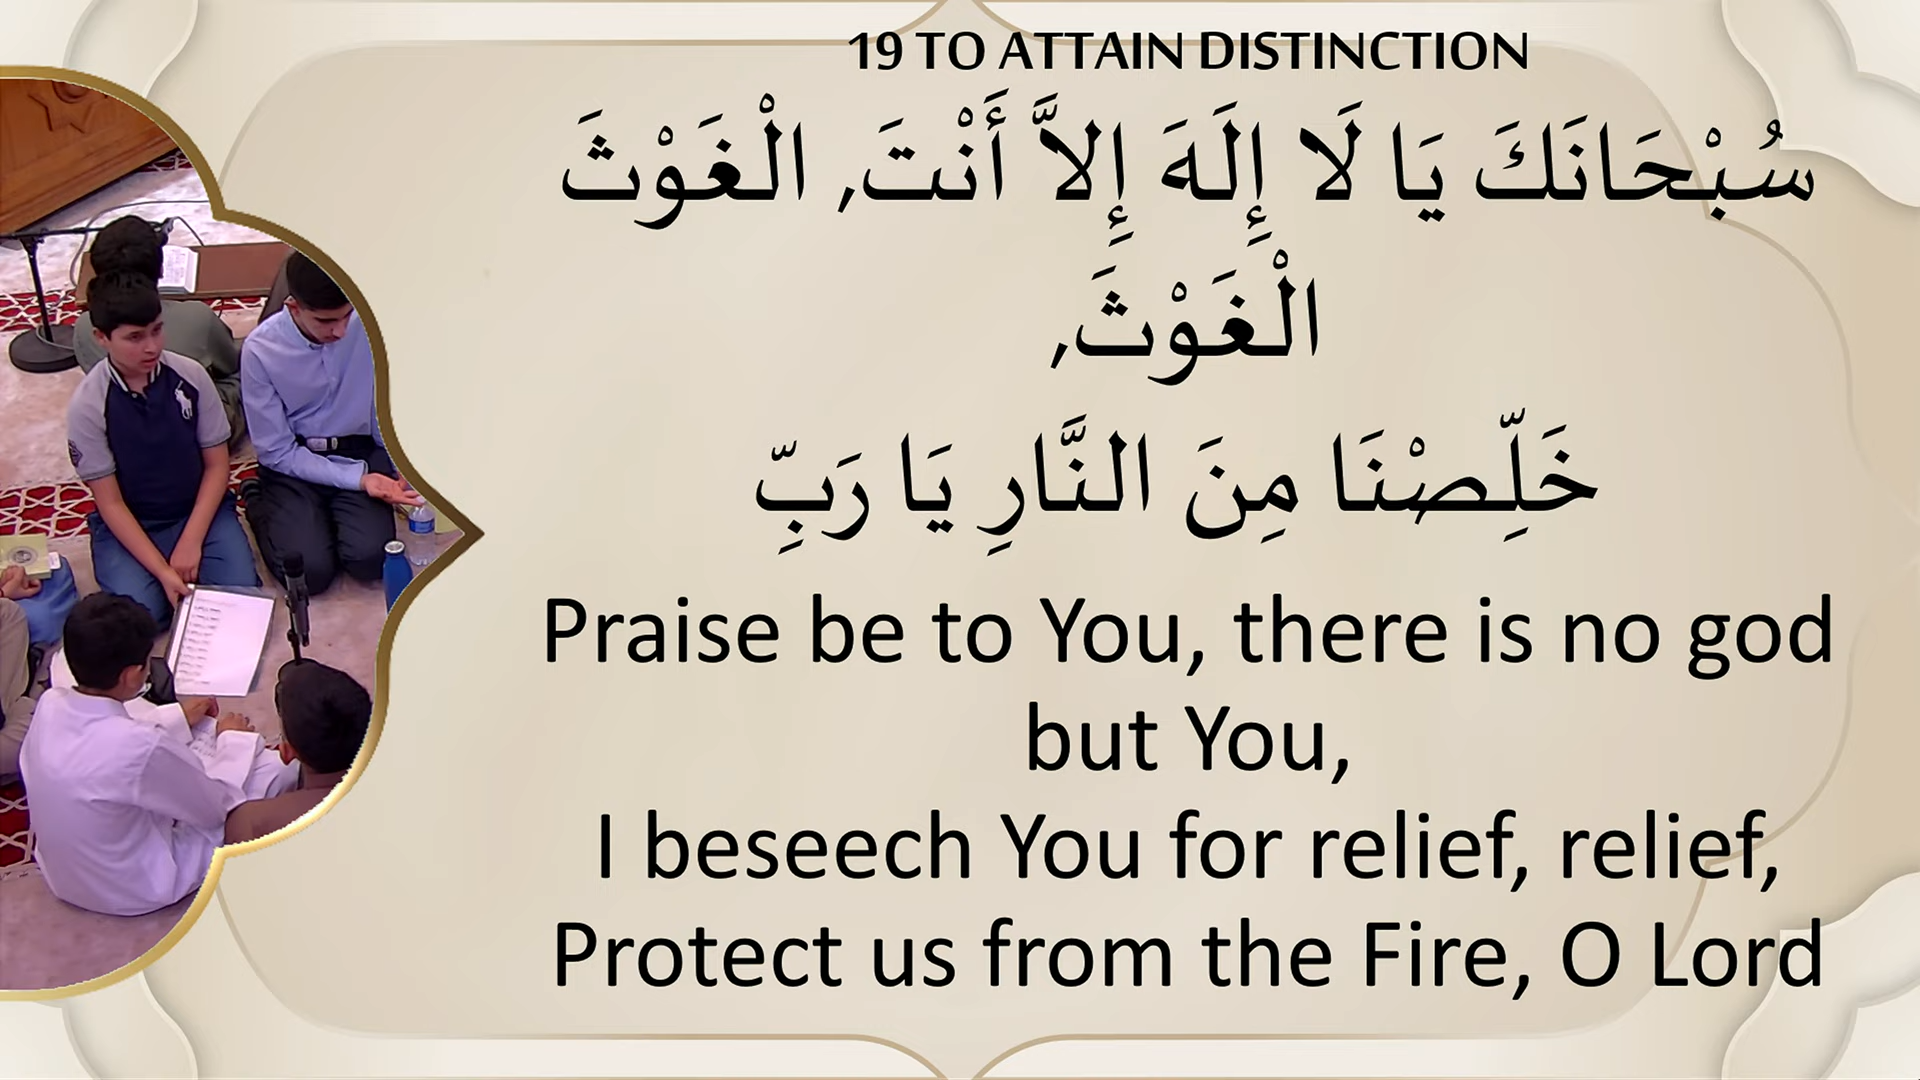 19 TO ATTAIN DISTINCTION
سُبْحَانَكَ يَا لَا إِلَهَ إِلاَّ أَنْتَ, الْغَوْثَ
الْغَوْثَ,
خَلِّصْنَا مِنَ النَّارِ يَا رَبِّ
Praise be to You, there is no god
but You,
I beseech You for relief, relief,
Protect us from the Fire, O Lord